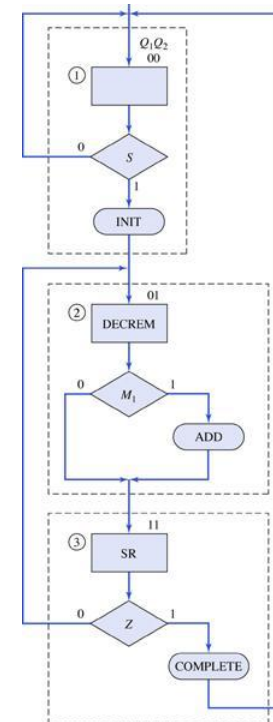 Q₁Q₂
00
①
0
S
1
INIT
01
②
DECREM
0
M₁
1
ADD
11
③
SR
0
Z
1
COMPLETE